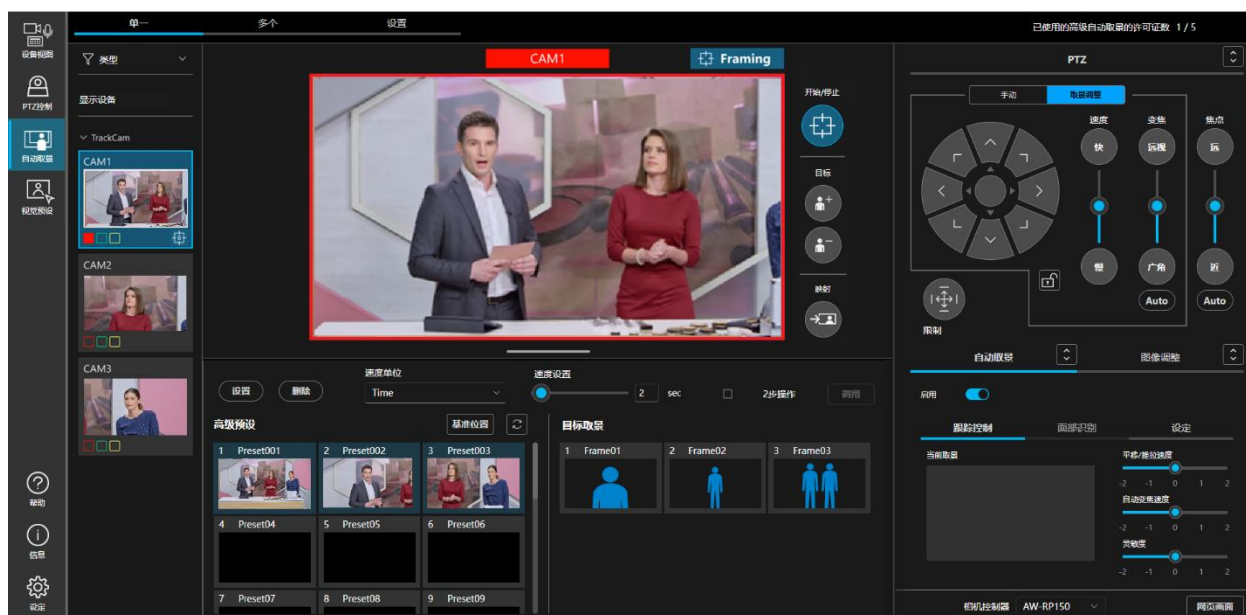 单一
多个
设置
已使用的高级自动取景的许可证数 1 / 5
设备视图
PTZ控制
自动取景
视觉预设
帮助
信息
设定
类型
显示设备
TrackCam
CAM1
CAM2
CAM3
CAM1
Framing
开始/停止
目标
映射
设置
删除
速度单位
Time
速度设置
2 sec
2步操作
调用
高级预设
基准位置
1 Preset001
2 Preset002
3 Preset003
4 Preset04
5 Preset05
6 Preset06
7 Preset07
8 Preset08
9 Preset09
目标取景
1 Frame01
2 Frame02
3 Frame03
PTZ
手动
取景调整
速度
变焦
焦点
快
远视
远
慢
广角
近
Auto
Auto
限制
自动取景
图像调整
启用
跟踪控制
面部识别
设定
当前取景
平移/推拉速度
-2 -1 0 1 2
自动变焦速度
-2 -1 0 1 2
灵敏度
-2 -1 0 1 2
相机控制器
AW-RP150
网页画面